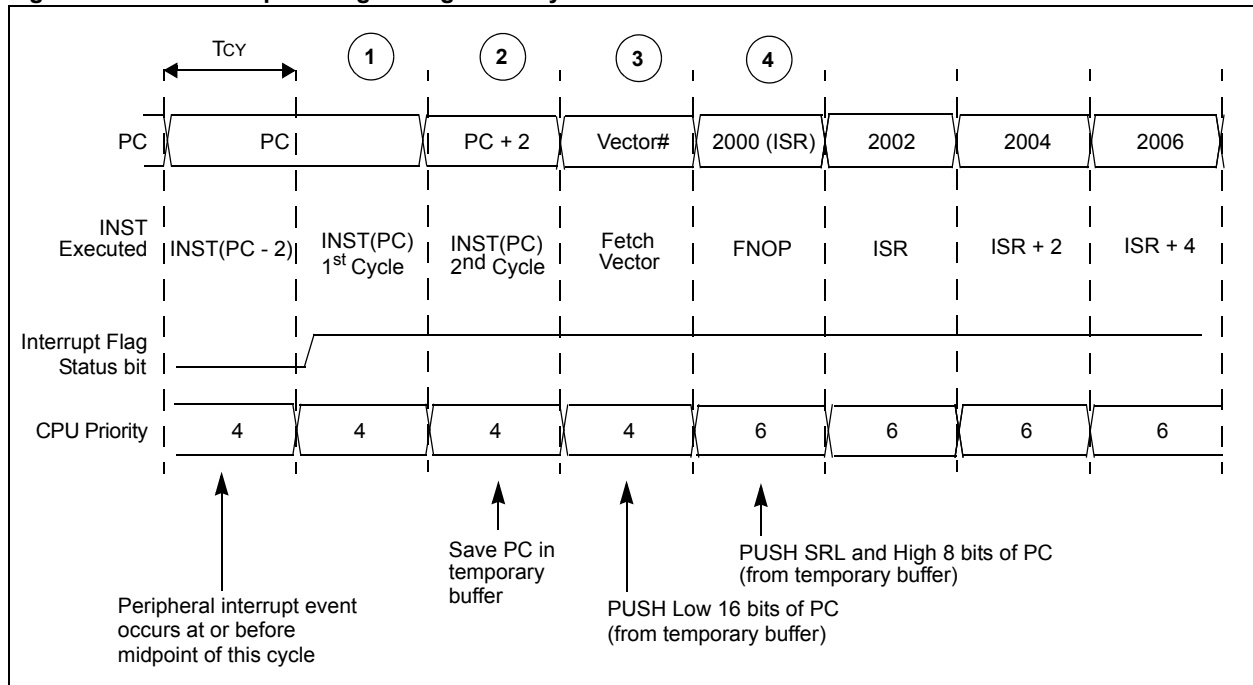 TCY
1
2
3
4
PC
PC
PC + 2
Vector#
2000 (ISR)
2002
2004
2006
INST
Executed
INST(PC - 2)
INST(PC)
1st Cycle
INST(PC)
2nd Cycle
Fetch
Vector
FNOP
ISR
ISR + 2
ISR + 4
Interrupt Flag
Status bit
CPU Priority
4
4
4
4
6
6
6
6
Save PC in
temporary
buffer
PUSH SRL and High 8 bits of PC
(from temporary buffer)
Peripheral interrupt event
occurs at or before
midpoint of this cycle
PUSH Low 16 bits of PC
(from temporary buffer)